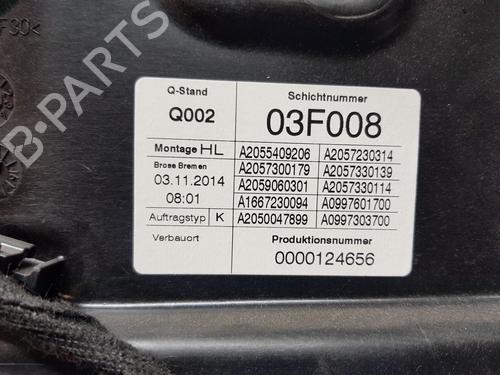 F30<
Q-Stand
Schichtnummer
Q002
03F008
Montage HL A2055409206 A2057230314
Brose Bremen A2057300179 A2057330139
03.11.2014 A2059060301 A2057330114
08:01 A1667230094 A0997601700
Auftragstyp K A2050047899 A0997303700
Verbauort
Produktionsnummer
0000124656